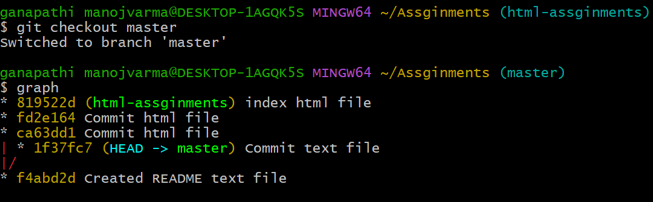 ganapathi manojvarma@DESKTOP-1AGQK5S MINGW64 ~/Assginments (html-assginments)
$ git checkout master
Switched to branch 'master'
ganapathi manojvarma@DESKTOP-1AGQK5S MINGW64 ~/Assginments (master)
$ graph
* 819522d (html-assginments) index html file
* fd2e164 Commit html file
* ca63dd1 Commit html file
| * 1f37fc7 (HEAD -> master) Commit text file
|/
* f4abd2d Created README text file